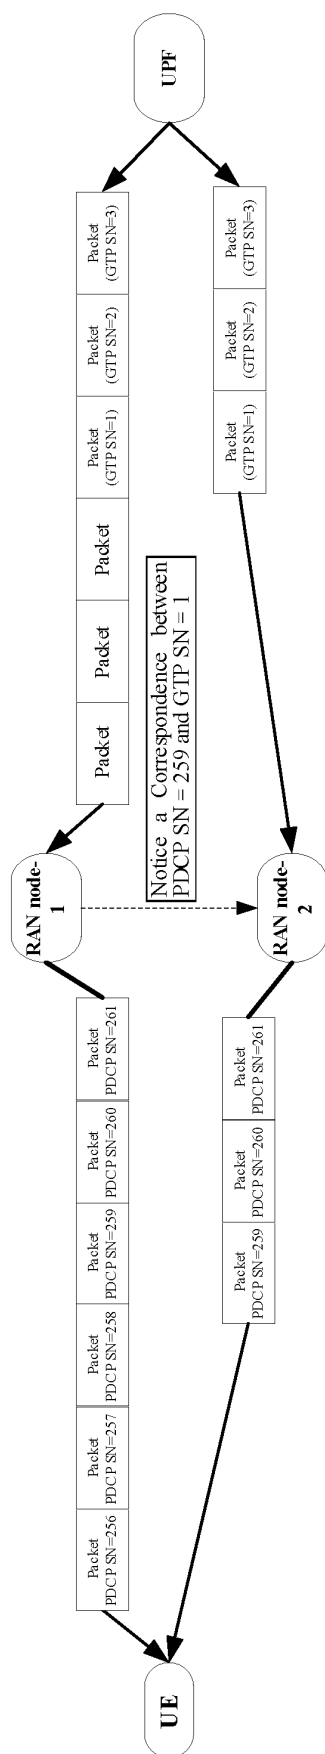 UE
Packet
PDCP SN=256
Packet
PDCP SN=257
Packet
PDCP SN=258
Packet
PDCP SN=259
Packet
PDCP SN=260
Packet
PDCP SN=261
RAN node-
1
Packet
Packet
Packet
Packet
(GTP SN=1)
Packet
(GTP SN=2)
Packet
(GTP SN=3)
UPF
Notice a Correspondence between
PDCP SN = 259 and GTP SN = 1
Packet
PDCP SN=259
Packet
PDCP SN=260
Packet
PDCP SN=261
RAN node-
2
Packet
(GTP SN=1)
Packet
(GTP SN=2)
Packet
(GTP SN=3)